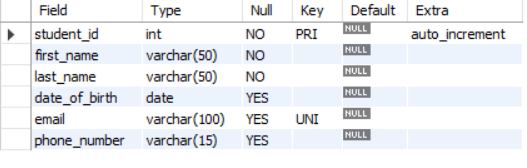 Field Type Null Key Default Extra
student_id int NO PRI NULL auto_increment
first_name varchar(50) NO NULL
last_name varchar(50) NO NULL
date_of_birth date YES NULL
email varchar(100) YES UNI NULL
phone_number varchar(15) YES NULL